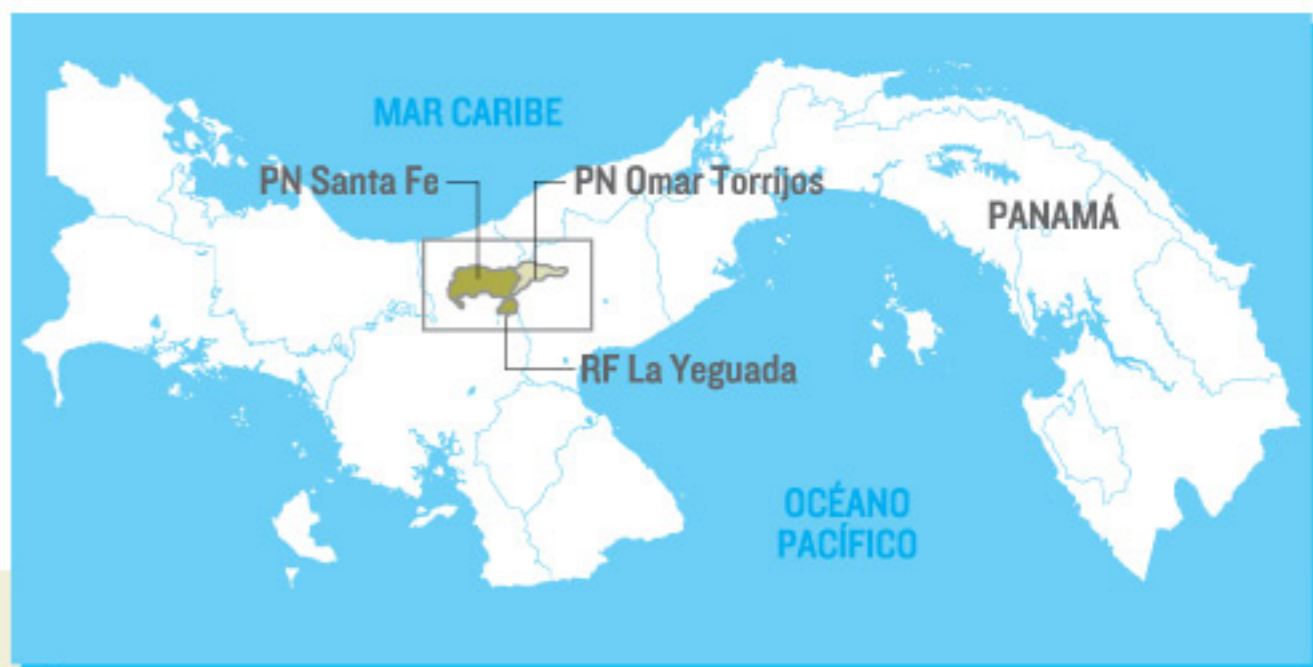 MAR CARIBE
PN Santa Fe
PN Omar Torrijos
PANAMÁ
RF La Yeguada
OCÉANO
PACÍFICO